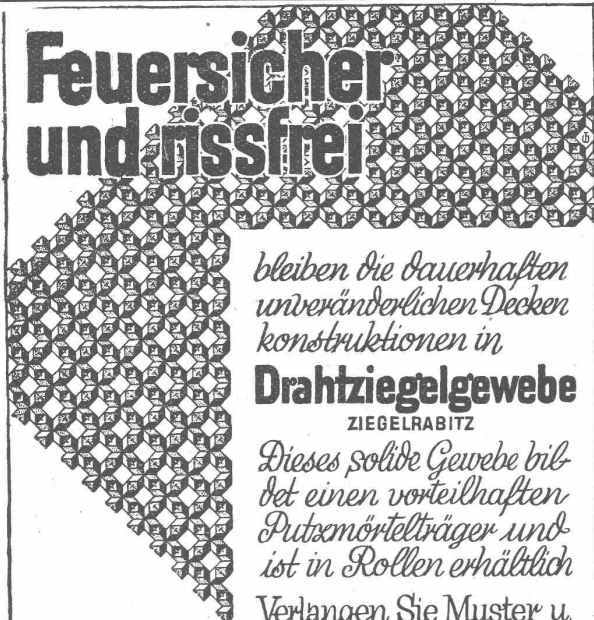 Feuersicher
und rissfrei
bleiben die dauerhaften
unveränderlichen Decken
konstruktionen in
Drahtziegelgewebe
ZIEGELRABITZ
Dieses solide Gewebe bil-
det einen vorteilhaften
Putzmörtelträger und
ist in Rollen erhältlich
Verlangen Sie Muster u.